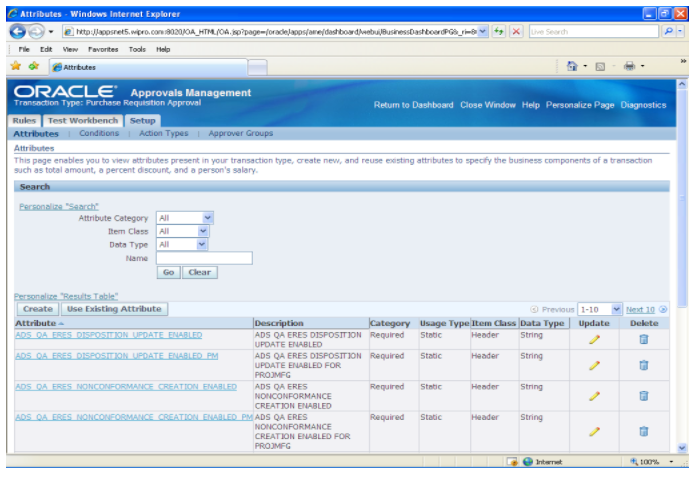 Attributes - Windows Internet Explorer
http://appsnet5.wipro.com:8020/OA_HTML/OA.jsp?page=/oracle/apps/ame/dashboard/webui/BusinessDashboardPG&_ri=8 Live Search
File Edit View Favorites Tools Help
Attributes
ORACLE Approvals Management
Transaction Type: Purchase Requisition Approval
Return to Dashboard Close Window Help Personalize Page Diagnostics
Rules Test Workbench Setup
Attributes | Conditions | Action Types | Approver Groups
Attributes
This page enables you to view attributes present in your transaction type, create new, and reuse existing attributes to specify the business components of a transaction
such as total amount, a percent discount, and a person's salary.
Search
Personalize "Search"
Attribute Category All
Item Class All
Data Type All
Name
Go Clear
Personalize "Results Table"
Create Use Existing Attribute Previous 1-10 Next 10
Attribute Description Category Usage Type Item Class Data Type Update Delete
ADS_QA_ERES_DISPOSITION_UPDATE_ENABLED ADS QA ERES DISPOSITION Required Static Header String
UPDATE ENABLED
ADS_QA_ERES_DISPOSITION_UPDATE_ENABLED_PM ADS QA ERES DISPOSITION Required Static Header String
UPDATE ENABLED FOR
PROJMFG
ADS_QA_ERES_NONCONFORMANCE_CREATION_ENABLED ADS QA ERES Required Static Header String
NONCONFORMANCE
CREATION ENABLED
ADS_QA_ERES_NONCONFORMANCE_CREATION_ENABLED_PM ADS QA ERES Required Static Header String
NONCONFORMANCE
CREATION ENABLED FOR
PROJMFG
Internet 100%